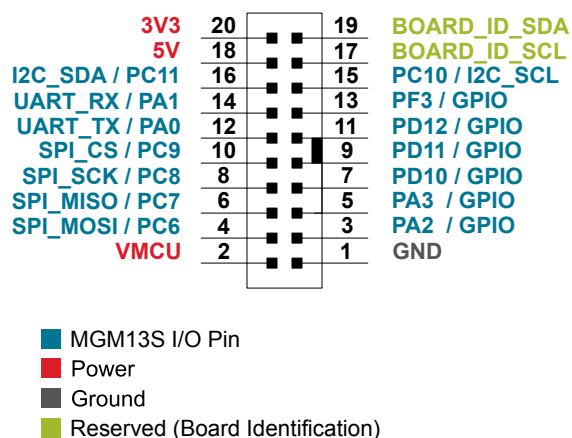 3V3 20 19 BOARD_ID_SDA
5V 18 17 BOARD_ID_SCL
I2C_SDA / PC11 16 15 PC10 / I2C_SCL
UART_RX / PA1 14 13 PF3 / GPIO
UART_TX / PA0 12 11 PD12 / GPIO
SPI_CS / PC9 10 9 PD11 / GPIO
SPI_SCK / PC8 8 7 PD10 / GPIO
SPI_MISO / PC7 6 5 PA3 / GPIO
SPI_MOSI / PC6 4 3 PA2 / GPIO
VMCU 2 1 GND
MGM13S I/O Pin
Power
Ground
Reserved (Board Identification)